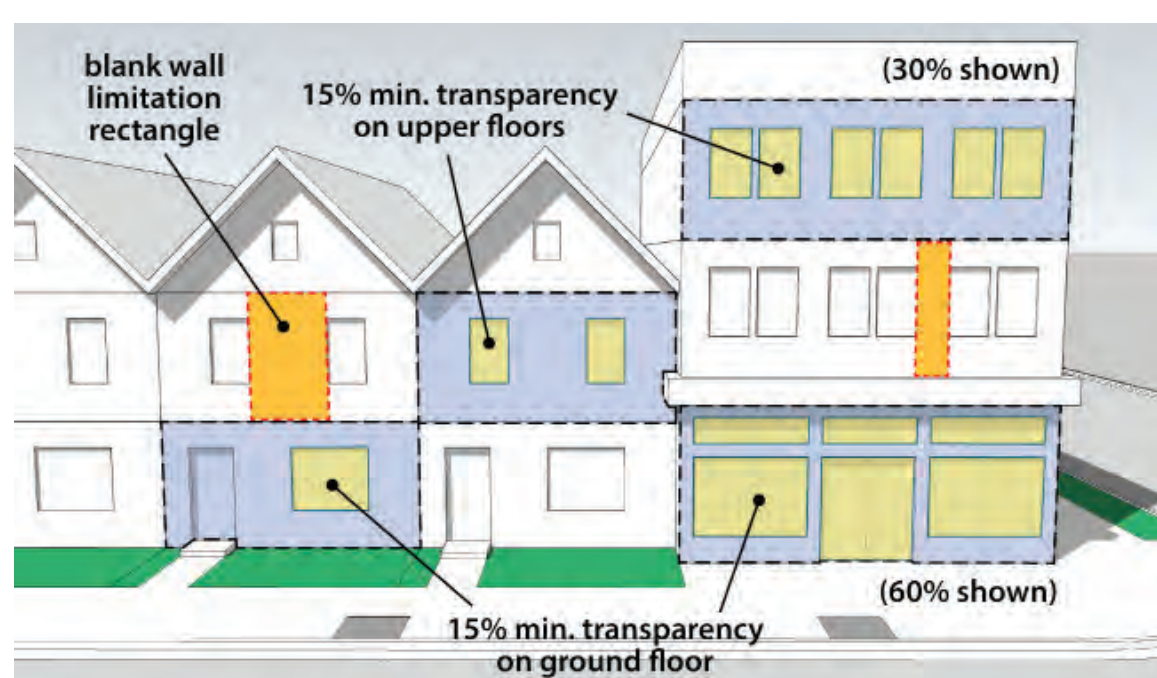 blank wall
limitation
rectangle
15% min. transparency
on upper floors
(30% shown)
(60% shown)
15% min. transparency
on ground floor